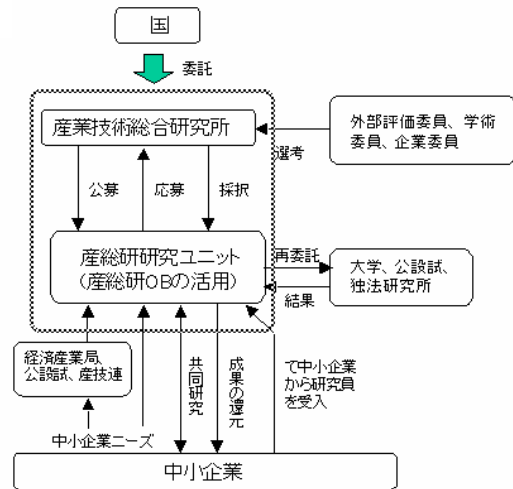 国
委託
産業技術総合研究所
外部評価委員、学術
委員、企業委員
選考
公募
応募
採択
産総研研究ユニット
(産総研OBの活用)
再委託
結果
大学、公設試、
独法研究所
経済産業局、
公設試、産技連
共同研究
成果の還元
で中小企業
から研究員
を受入
中小企業ニーズ
中小企業